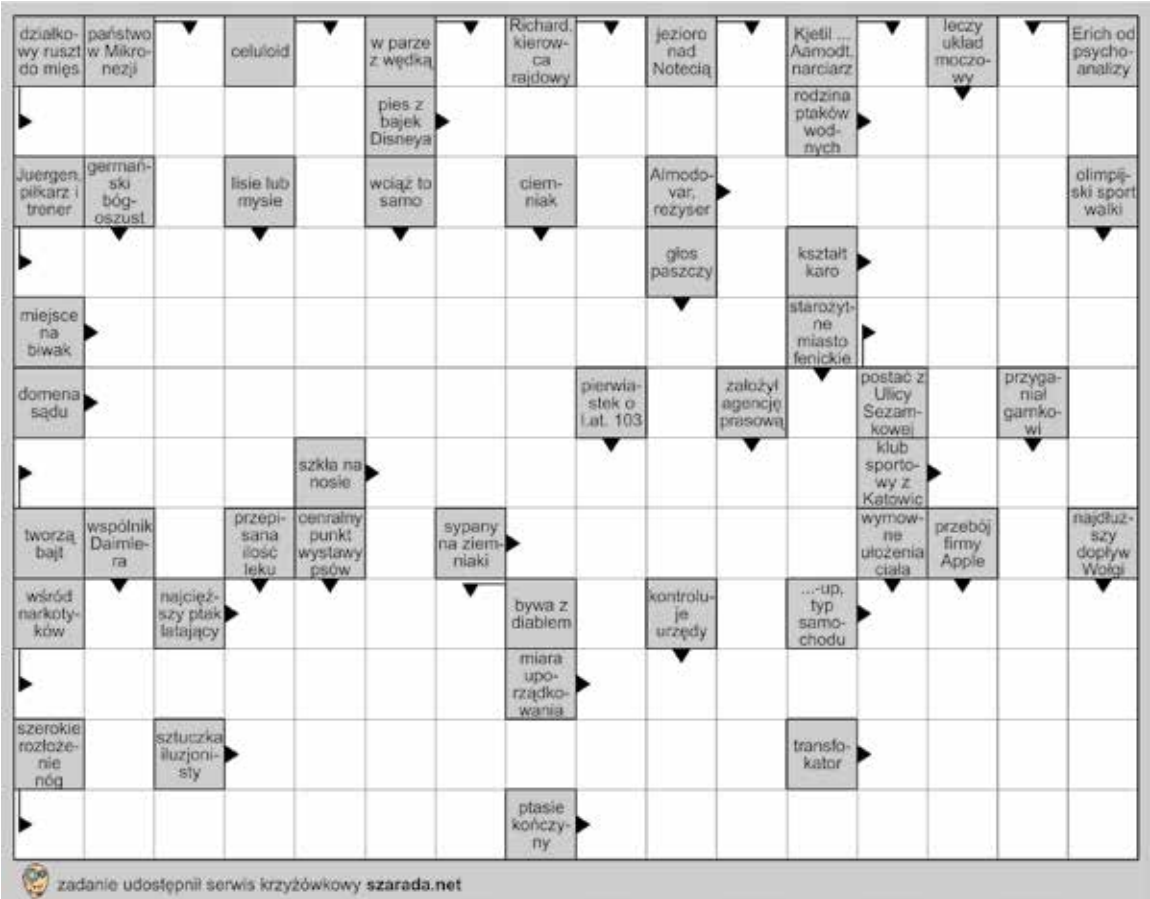 działko-
wy ruszt
do mięs
państwo
w Mikro-
nezji
celuloid
w parze
z wędką
Richard,
kierow-
ca
rajdowy
jezioro
nad
Notecią
Kjetil ...
Aamodt,
narciarz
leczy
układ
moczo-
wy
Erich od
psycho-
analizy
pies z
bajek
Disneya
rodzina
ptaków
wod-
nych
Juergen,
piłkarz i
trener
germań-
ski
bóg-
oszust
lisie lub
mysie
wciąż to
samo
ciem-
niak
Almodo-
var,
reżyser
olimpij-
ski sport
walki
głos
paszczy
kształt
karo
miejsce
na
biwak
starożyt-
ne
miasto
fenickie
domena
sądu
pierwia-
stek o
l.at. 103
założył
agencję
prasową
postać z
Ulicy
Sezam-
kowej
przyga-
niał
garnko-
wi
szkła na
nosie
klub
sporto-
wy z
Katowic
tworzą
bajt
wspólnik
Daimle-
ra
przepi-
sana
ilość
leku
cenralny
punkt
wystawy
psów
sypany
na ziem-
niaki
wymow-
ne
ułożenia
ciała
przebój
firmy
Apple
najdłuż-
szy
dopływ
Wołgi
wśród
narkoty-
ków
najcięż-
szy ptak
latający
bywa z
diabłem
kontrolu-
je
urzędy
...-up,
typ
samo-
chodu
miara
upo-
rządko-
wania
szerokie
rozłoże-
nie
nóg
sztuczka
iluzjoni-
sty
transfo-
kator
ptasie
kończy-
ny
zadanie udostępnił serwis krzyżówkowy szarada.net